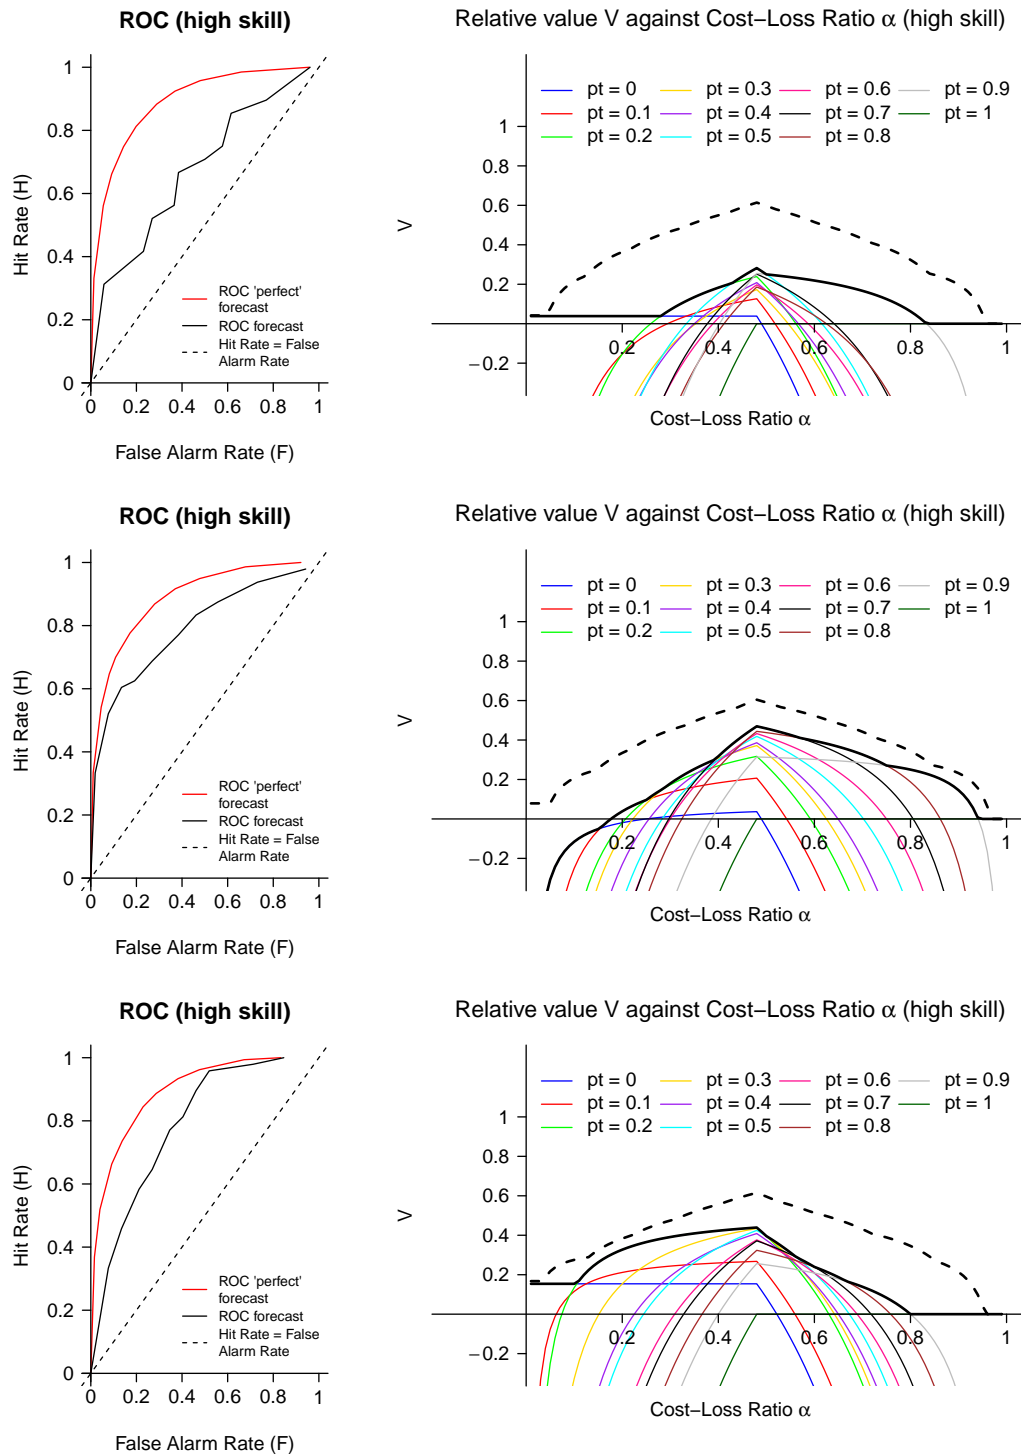 ROC (high skill)
Hit Rate (H)
1
0.8
0.6
0.4
0.2
0
0 0.2 0.4 0.6 0.8 1
False Alarm Rate (F)
ROC 'perfect'
forecast
ROC forecast
Hit Rate = False
Alarm Rate
Relative value V against Cost−Loss Ratio α (high skill)
V
pt = 0 pt = 0.3 pt = 0.6 pt = 0.9
pt = 0.1 pt = 0.4 pt = 0.7 pt = 1
pt = 0.2 pt = 0.5 pt = 0.8
1
0.8
0.6
0.4
0.2
−0.2
0.2 0.4 0.6 0.8 1
Cost−Loss Ratio α
ROC (high skill)
Hit Rate (H)
1
0.8
0.6
0.4
0.2
0
0 0.2 0.4 0.6 0.8 1
False Alarm Rate (F)
ROC 'perfect'
forecast
ROC forecast
Hit Rate = False
Alarm Rate
Relative value V against Cost−Loss Ratio α (high skill)
V
pt = 0 pt = 0.3 pt = 0.6 pt = 0.9
pt = 0.1 pt = 0.4 pt = 0.7 pt = 1
pt = 0.2 pt = 0.5 pt = 0.8
1
0.8
0.6
0.4
0.2
−0.2
0.2 0.4 0.6 0.8 1
Cost−Loss Ratio α
ROC (high skill)
Hit Rate (H)
1
0.8
0.6
0.4
0.2
0
0 0.2 0.4 0.6 0.8 1
False Alarm Rate (F)
ROC 'perfect'
forecast
ROC forecast
Hit Rate = False
Alarm Rate
Relative value V against Cost−Loss Ratio α (high skill)
V
pt = 0 pt = 0.3 pt = 0.6 pt = 0.9
pt = 0.1 pt = 0.4 pt = 0.7 pt = 1
pt = 0.2 pt = 0.5 pt = 0.8
1
0.8
0.6
0.4
0.2
−0.2
0.2 0.4 0.6 0.8 1
Cost−Loss Ratio α